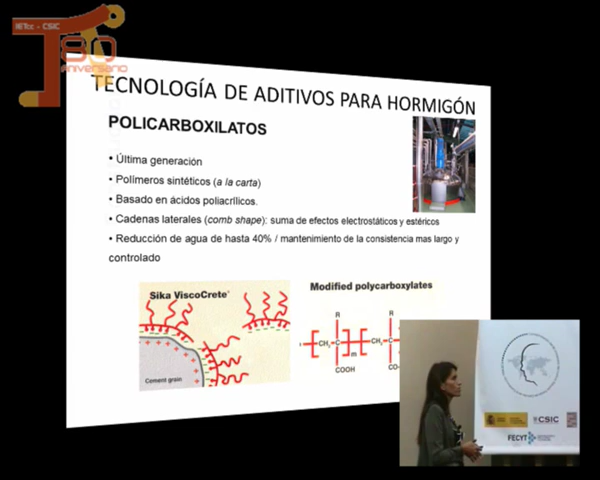 IETcc - CSIC
80
aniversario
TECNOLOGÍA DE ADITIVOS PARA HORMIGÓN
POLICARBOXILATOS
• Última generación
• Polímeros sintéticos (a la carta)
• Basado en ácidos poliacrílicos.
• Cadenas laterales (comb shape): suma de efectos electrostáticos y estéricos
• Reducción de agua de hasta 40% / mantenimiento de la consistencia mas largo y
controlado
Sika ViscoCrete®
Cement grain
Modified polycarboxylates
R R
CH2 C m CH2 C
COOH CO-
CSIC
FECYT